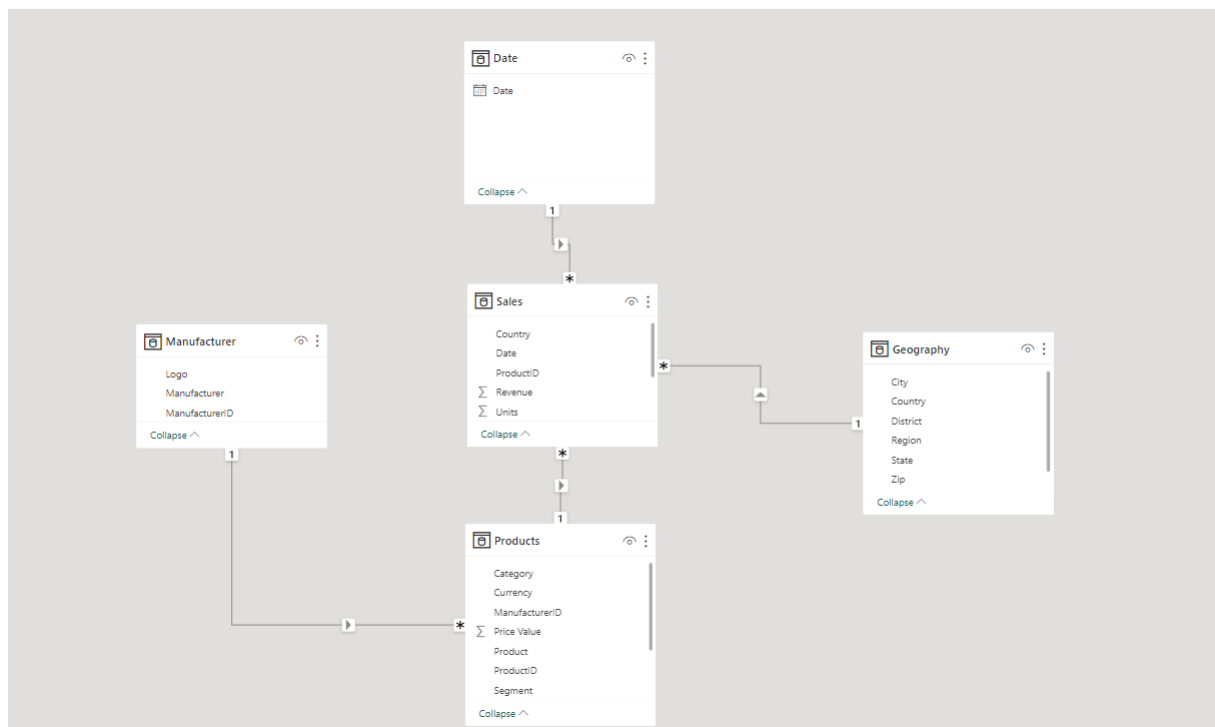 Date
Date
Collapse
1
*
Sales
Country
Date
ProductID
Σ Revenue
Σ Units
Collapse
*
1
Manufacturer
Logo
Manufacturer
ManufacturerID
Collapse
1
*
Geography
City
Country
District
Region
State
Zip
Collapse
1
*
Products
Category
Currency
ManufacturerID
Σ Price Value
Product
ProductID
Segment
Collapse